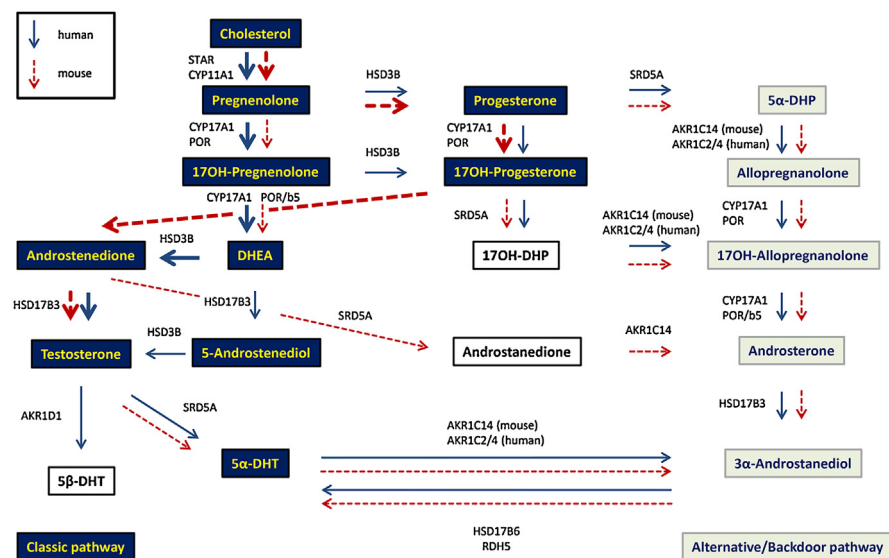 human
mouse
Cholesterol
STAR
CYP11A1
HSD3B
SRD5A
Pregnenolone
Progesterone
5α-DHP
CYP17A1
POR
HSD3B
CYP17A1
POR
AKR1C14 (mouse)
AKR1C2/4 (human)
17OH-Pregnenolone
17OH-Progesterone
Allopregnanolone
CYP17A1
POR/b5
SRD5A
AKR1C14 (mouse)
AKR1C2/4 (human)
CYP17A1
POR
HSD3B
Androstenedione
DHEA
17OH-DHP
17OH-Allopregnanolone
HSD17B3
HSD17B3
SRD5A
CYP17A1
POR/b5
HSD3B
AKR1C14
Testosterone
5-Androstenediol
Androstanedione
Androsterone
AKR1D1
SRD5A
HSD17B3
AKR1C14 (mouse)
AKR1C2/4 (human)
5β-DHT
5α-DHT
3α-Androstanediol
HSD17B6
RDH5
Classic pathway
Alternative/Backdoor pathway